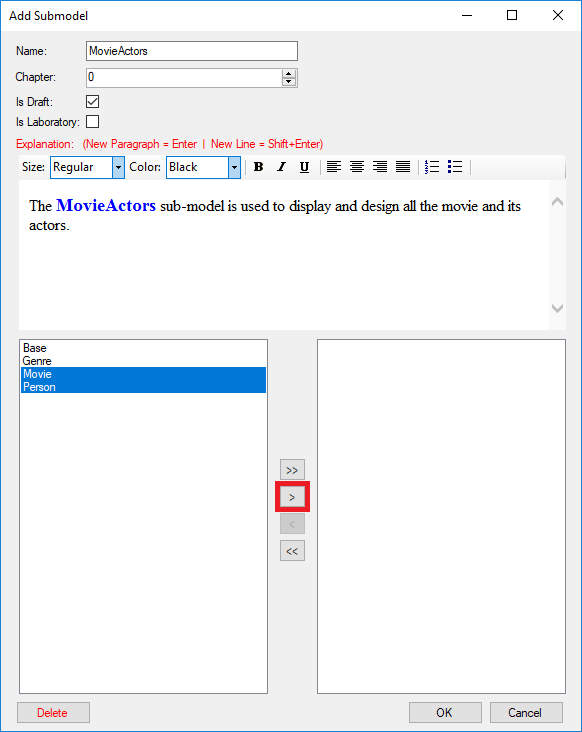 Add Submodel
Name: MovieActors
Chapter: 0
Is Draft:
Is Laboratory:
Explanation: (New Paragraph = Enter | New Line = Shift+Enter)
Size: Regular Color: Black B I U
The MovieActors sub-model is used to display and design all the movie and its
actors.
Base
Genre
Movie
Person
>>
>
<
<<
Delete OK Cancel